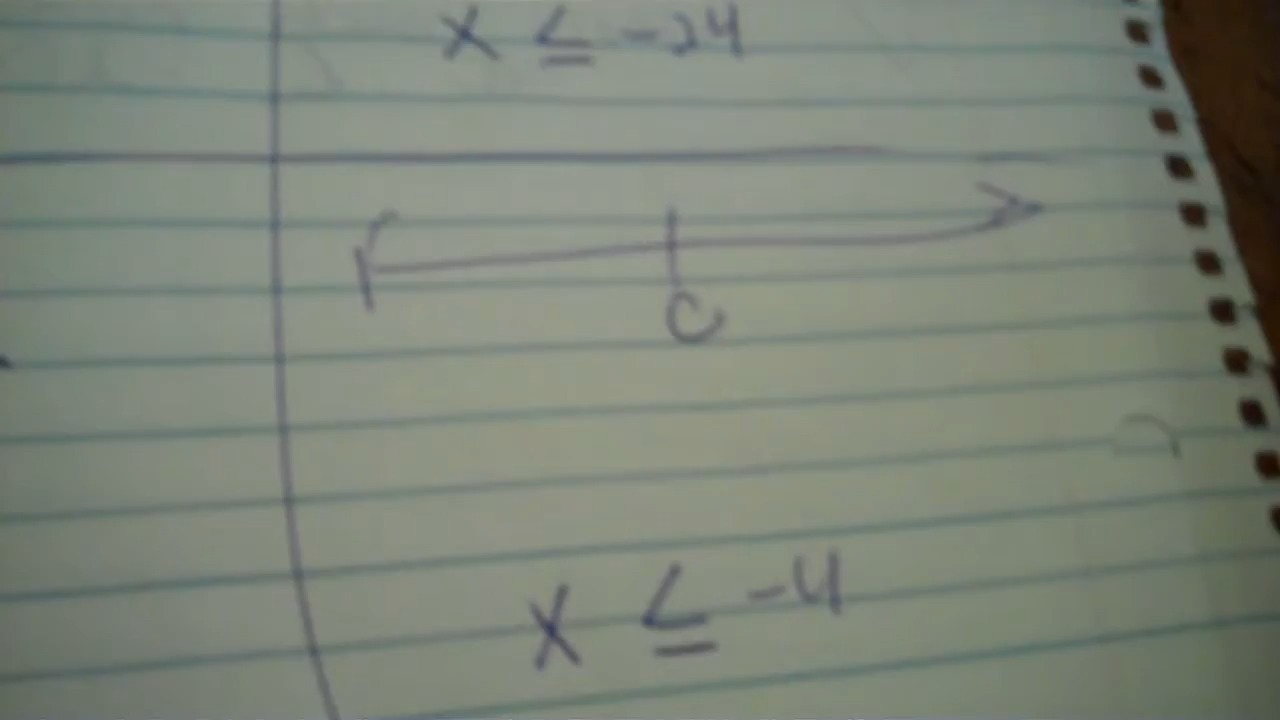 x ≤ -24
0
x ≤ -4